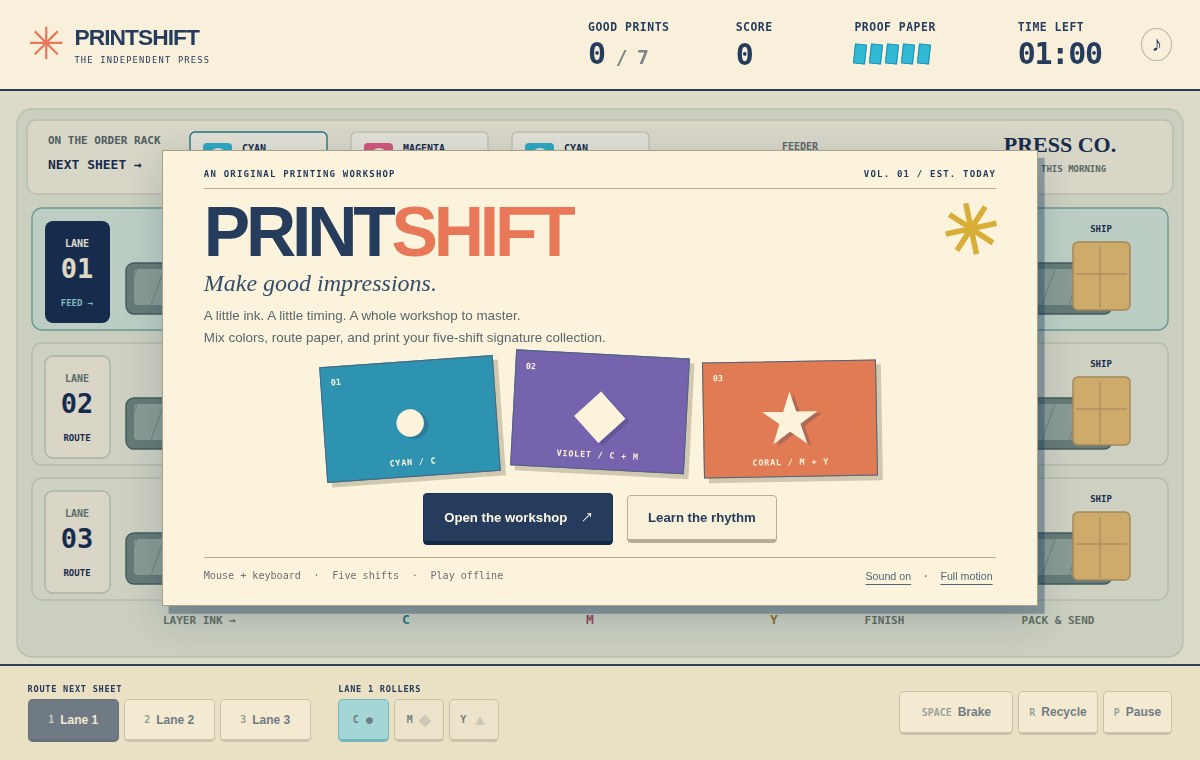 PRINTSHIFT
THE INDEPENDENT PRESS
GOOD PRINTS
0 / 7
SCORE
0
PROOF PAPER
TIME LEFT
01:00
♪
ON THE ORDER RACK
NEXT SHEET →
CYAN
MAGENTA
CYAN
FEEDER
PRESS CO.
THIS MORNING
AN ORIGINAL PRINTING WORKSHOP
VOL. 01 / EST. TODAY
PRINTSHIFT
Make good impressions.
A little ink. A little timing. A whole workshop to master.
Mix colors, route paper, and print your five-shift signature collection.
01
CYAN / C
02
VIOLET / C + M
03
CORAL / M + Y
Open the workshop ↗
Learn the rhythm
Mouse + keyboard · Five shifts · Play offline
Sound on · Full motion
LANE
01
FEED →
SHIP
LANE
02
ROUTE
SHIP
LANE
03
ROUTE
SHIP
LAYER INK →
C
M
Y
FINISH
PACK & SEND
ROUTE NEXT SHEET
1 Lane 1
2 Lane 2
3 Lane 3
LANE 1 ROLLERS
C ●
M ◆
Y ▲
SPACE Brake
R Recycle
P Pause